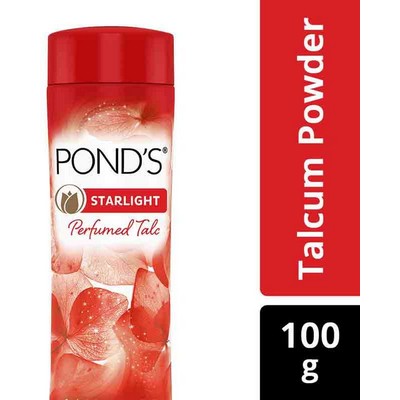 POND'S
STARLIGHT
Perfumed Talc
Talcum Powder
100
g